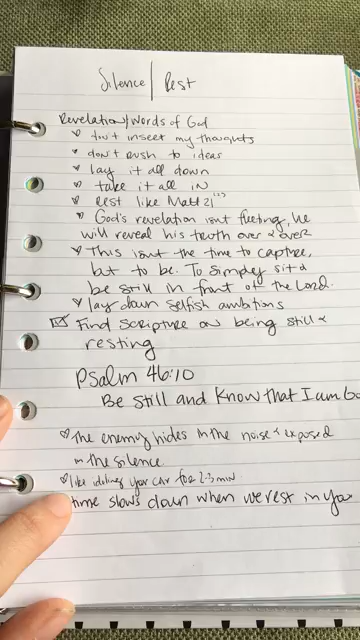 Silence | Rest
Revelation/words of God
don't insert my thoughts
don't rush to ideas
lay it all down
take it all IN
Rest like Matt 21
God's revelation isnt fleeting, he
will reveal his truth over & over
This isnt the time to capture,
but to be. To simply sit &
be still in front of the Lord.
lay down selfish ambitions
Find scripture on being still &
resting
Psalm 46:10
Be Still and Know that I am Go
The enemy hides in the noise & exposed
in the silence
like idling your car for 2-3 min
time slows down when we rest in you